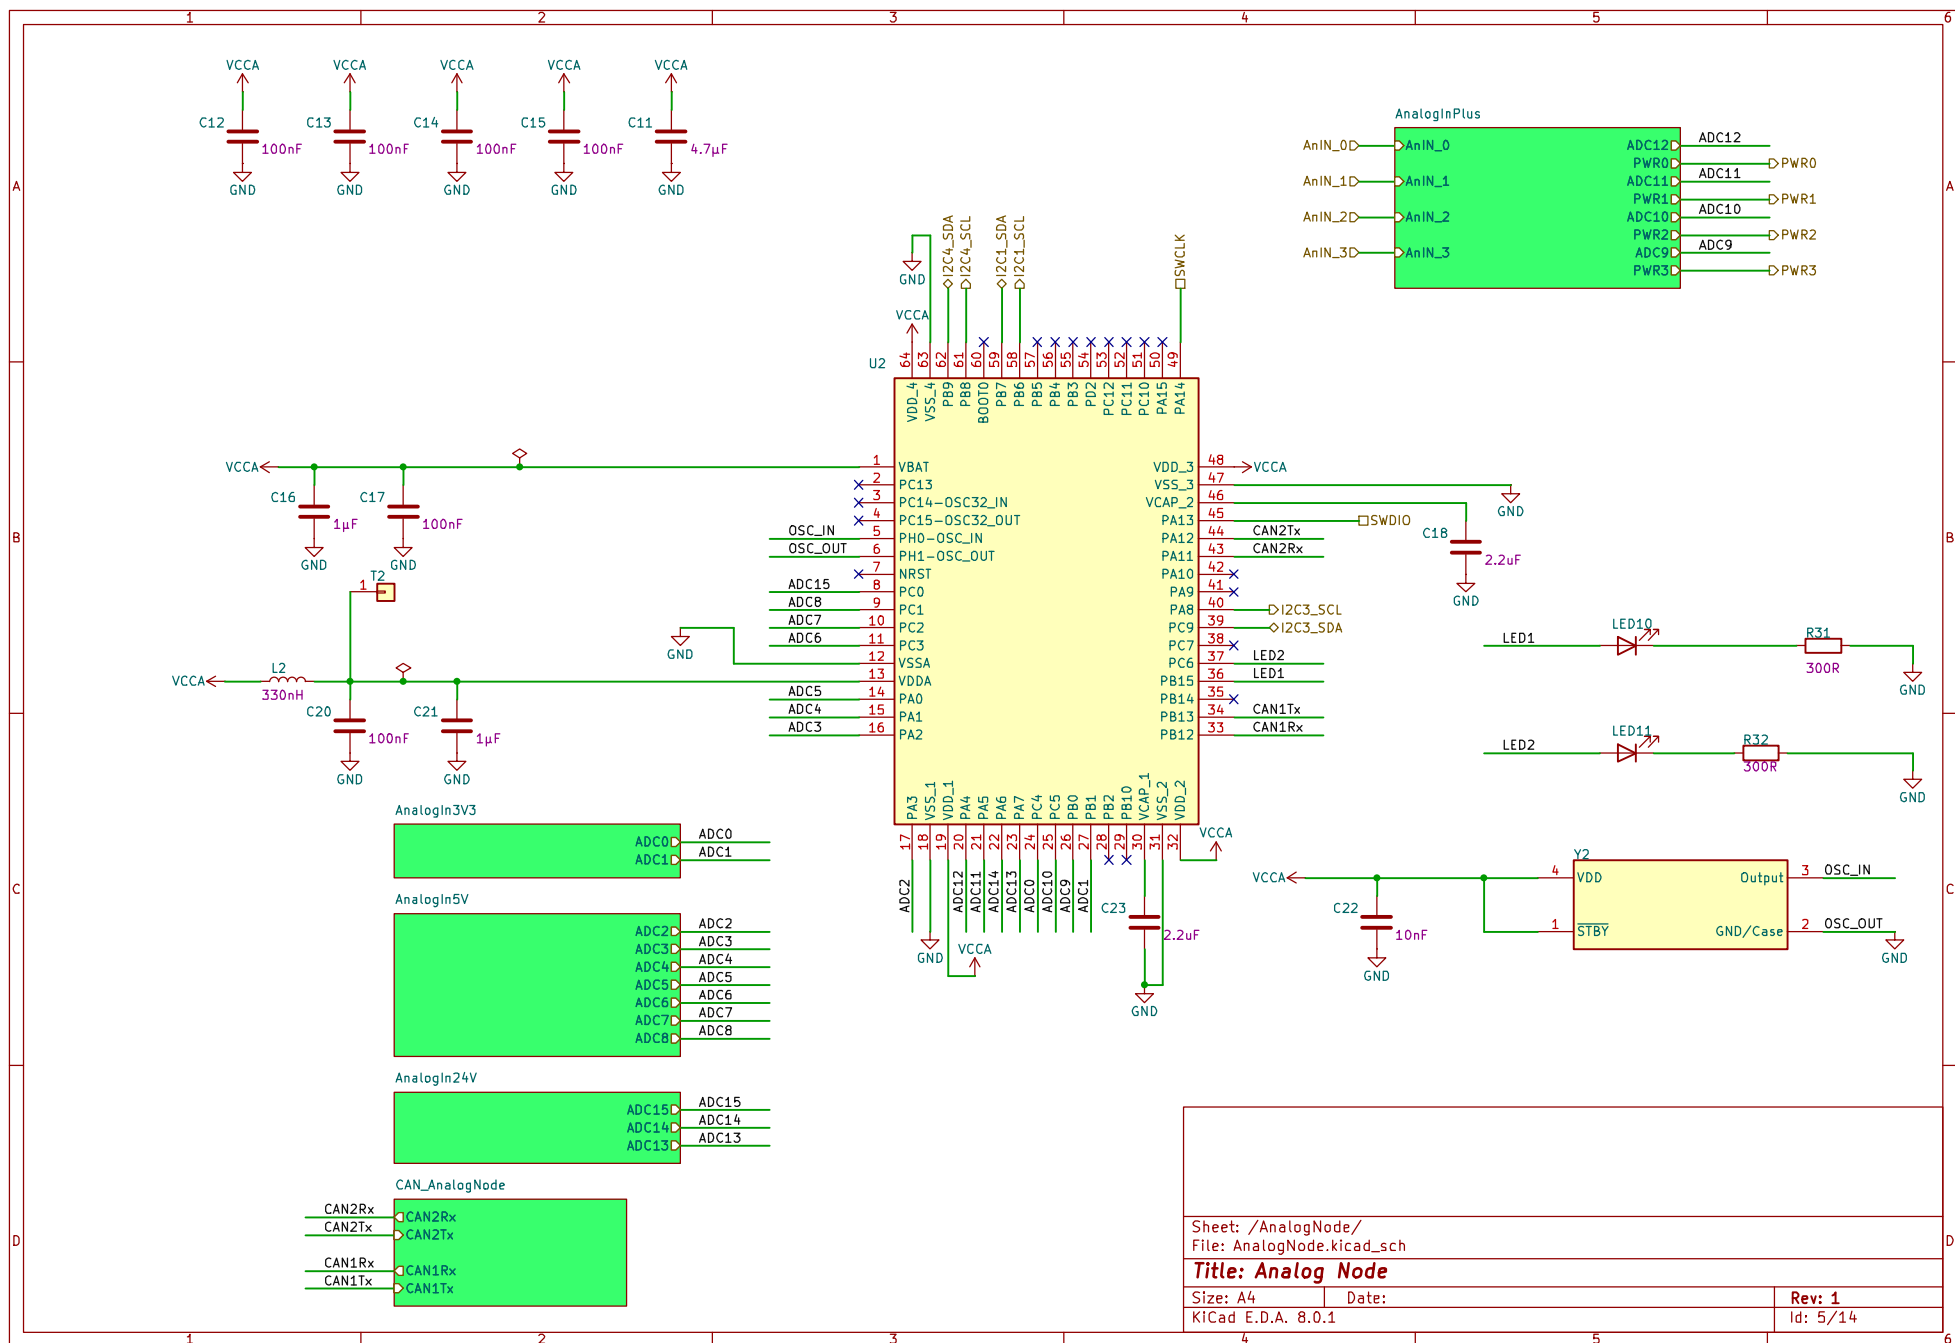 1 2 3 4 5 6
A
B
C
D
A
B
C
D
VCCA VCCA VCCA VCCA VCCA
C12 C13 C14 C15 C11
100nF 100nF 100nF 100nF 4.7µF
GND GND GND GND GND
AnalogInPlus
AnIN_0 AnIN_0 ADC12 ADC12
PWR0 PWR0
AnIN_1 AnIN_1 ADC11 ADC11
PWR1 PWR1
AnIN_2 AnIN_2 ADC10 ADC10
PWR2 PWR2
AnIN_3 AnIN_3 ADC9 ADC9
PWR3 PWR3
GND
VCCA
I2C4_SDA
I2C4_SCL
I2C1_SDA
I2C1_SCL
SWCLK
U2
64 63 62 61 60 59 58 57 56 55 54 53 52 51 50 49
VDD_4 VSS_4 PB9 PB8 BOOT0 PB7 PB6 PB5 PB4 PB3 PD2 PC12 PC11 PC10 PA15 PA14
VCCA 1 VBAT
2 PC13
3 PC14-OSC32_IN
4 PC15-OSC32_OUT
OSC_IN 5 PH0-OSC_IN
OSC_OUT 6 PH1-OSC_OUT
7 NRST
ADC15 8 PC0
ADC8 9 PC1
ADC7 10 PC2
ADC6 11 PC3
GND 12 VSSA
13 VDDA
ADC5 14 PA0
ADC4 15 PA1
ADC3 16 PA2
VDD_3 48 VCCA
VSS_3 47 GND
VCAP_2 46
PA13 45 SWDIO
PA12 44 CAN2Tx
PA11 43 CAN2Rx
PA10 42
PA9 41
PA8 40 I2C3_SCL
PC9 39 I2C3_SDA
PC7 38
PC6 37 LED2
PB15 36 LED1
PB14 35
PB13 34 CAN1Tx
PB12 33 CAN1Rx
PA3 VSS_1 VDD_1 PA4 PA5 PA6 PA7 PC4 PC5 PB0 PB1 PB2 PB10 VCAP_1 VSS_2 VDD_2
17 18 19 20 21 22 23 24 25 26 27 28 29 30 31 32
ADC2 ADC12 ADC11 ADC14 ADC13 ADC0 ADC10 ADC9 ADC1
GND
VCCA
C23
2.2uF
GND
VCCA
C16 C17
1µF 100nF
GND GND
T2
1
VCCA L2
330nH
C20 C21
100nF 1µF
GND GND
C18
2.2uF
GND
LED1 LED10 R31
300R
GND
LED2 LED11 R32
300R
GND
Y2
VCCA 4 VDD Output 3 OSC_IN
C22
10nF
GND
1 STBY GND/Case 2 OSC_OUT
GND
AnalogIn3V3
ADC0 ADC0
ADC1 ADC1
AnalogIn5V
ADC2 ADC2
ADC3 ADC3
ADC4 ADC4
ADC5 ADC5
ADC6 ADC6
ADC7 ADC7
ADC8 ADC8
AnalogIn24V
ADC15 ADC15
ADC14 ADC14
ADC13 ADC13
CAN_AnalogNode
CAN2Rx CAN2Rx
CAN2Tx CAN2Tx
CAN1Rx CAN1Rx
CAN1Tx CAN1Tx
Sheet: /AnalogNode/
File: AnalogNode.kicad_sch
Title: Analog Node
Size: A4 Date: Rev: 1
KiCad E.D.A. 8.0.1 Id: 5/14
1 2 3 4 5 6